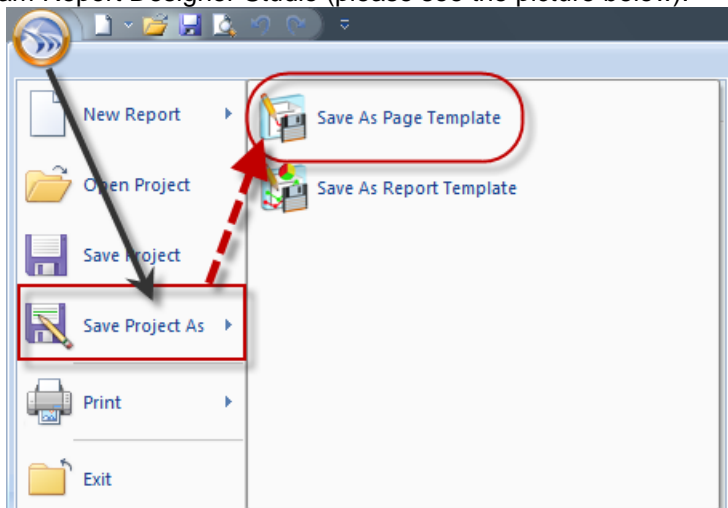 Report Designer Studio (please see the picture below).
New Report
Save As Page Template
Open Project
Save As Report Template
Save Project
Save Project As
Print
Exit